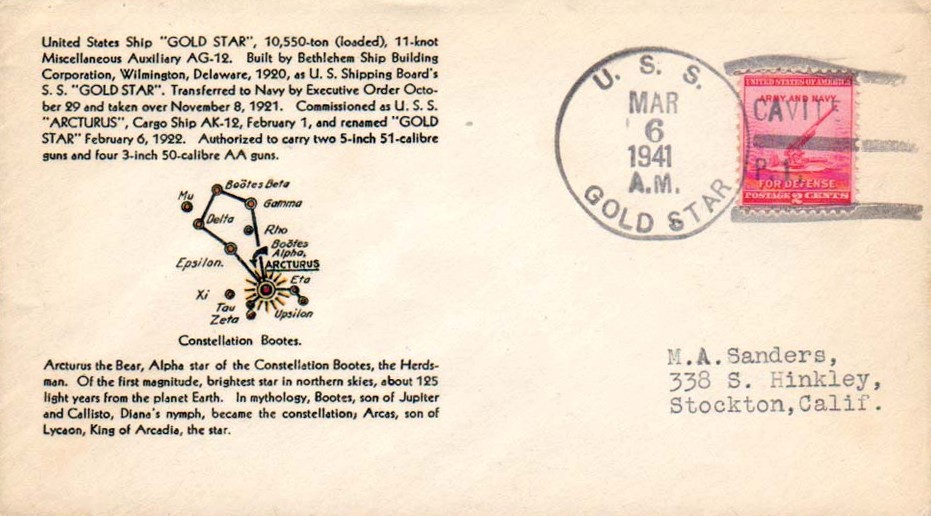 United States Ship "GOLD STAR", 10,550-ton (loaded), 11-knot
Miscellaneous Auxiliary AG-12. Built by Bethlehem Ship Building
Corporation, Wilmington, Delaware, 1920, as U. S. Shipping Board's
S. S. "GOLD STAR". Transferred to Navy by Executive Order Octo-
ber 29 and taken over November 8, 1921. Commissioned as U. S. S.
"ARCTURUS", Cargo Ship AK-12, February 1, and renamed "GOLD
STAR" February 6, 1922. Authorized to carry two 5-inch 51-calibre
guns and four 3-inch 50-calibre AA guns.
Boötes Beta
Mu
Gamma
Delta
Rho
Boötes
Alpha,
ARCTURUS
Epsilon.
Eta
Xi
Tau
Zeta
Upsilon
Constellation Bootes.
Arcturus the Bear, Alpha star of the Constellation Bootes, the Herds-
man. Of the first magnitude, brightest star in northern skies, about 125
light years from the planet Earth. In mythology, Bootes, son of Jupiter
and Callisto, Diana's nymph, became the constellation; Arcas, son of
Lycaon, King of Arcadia, the star.
U. S. S.
MAR
6
1941
A.M.
GOLD STAR
CAVITE
P.I.
UNITED STATES OF AMERICA
ARMY AND NAVY
FOR DEFENSE
POSTAGE 2 CENTS
M.A.Sanders,
338 S. Hinkley,
Stockton,Calif.